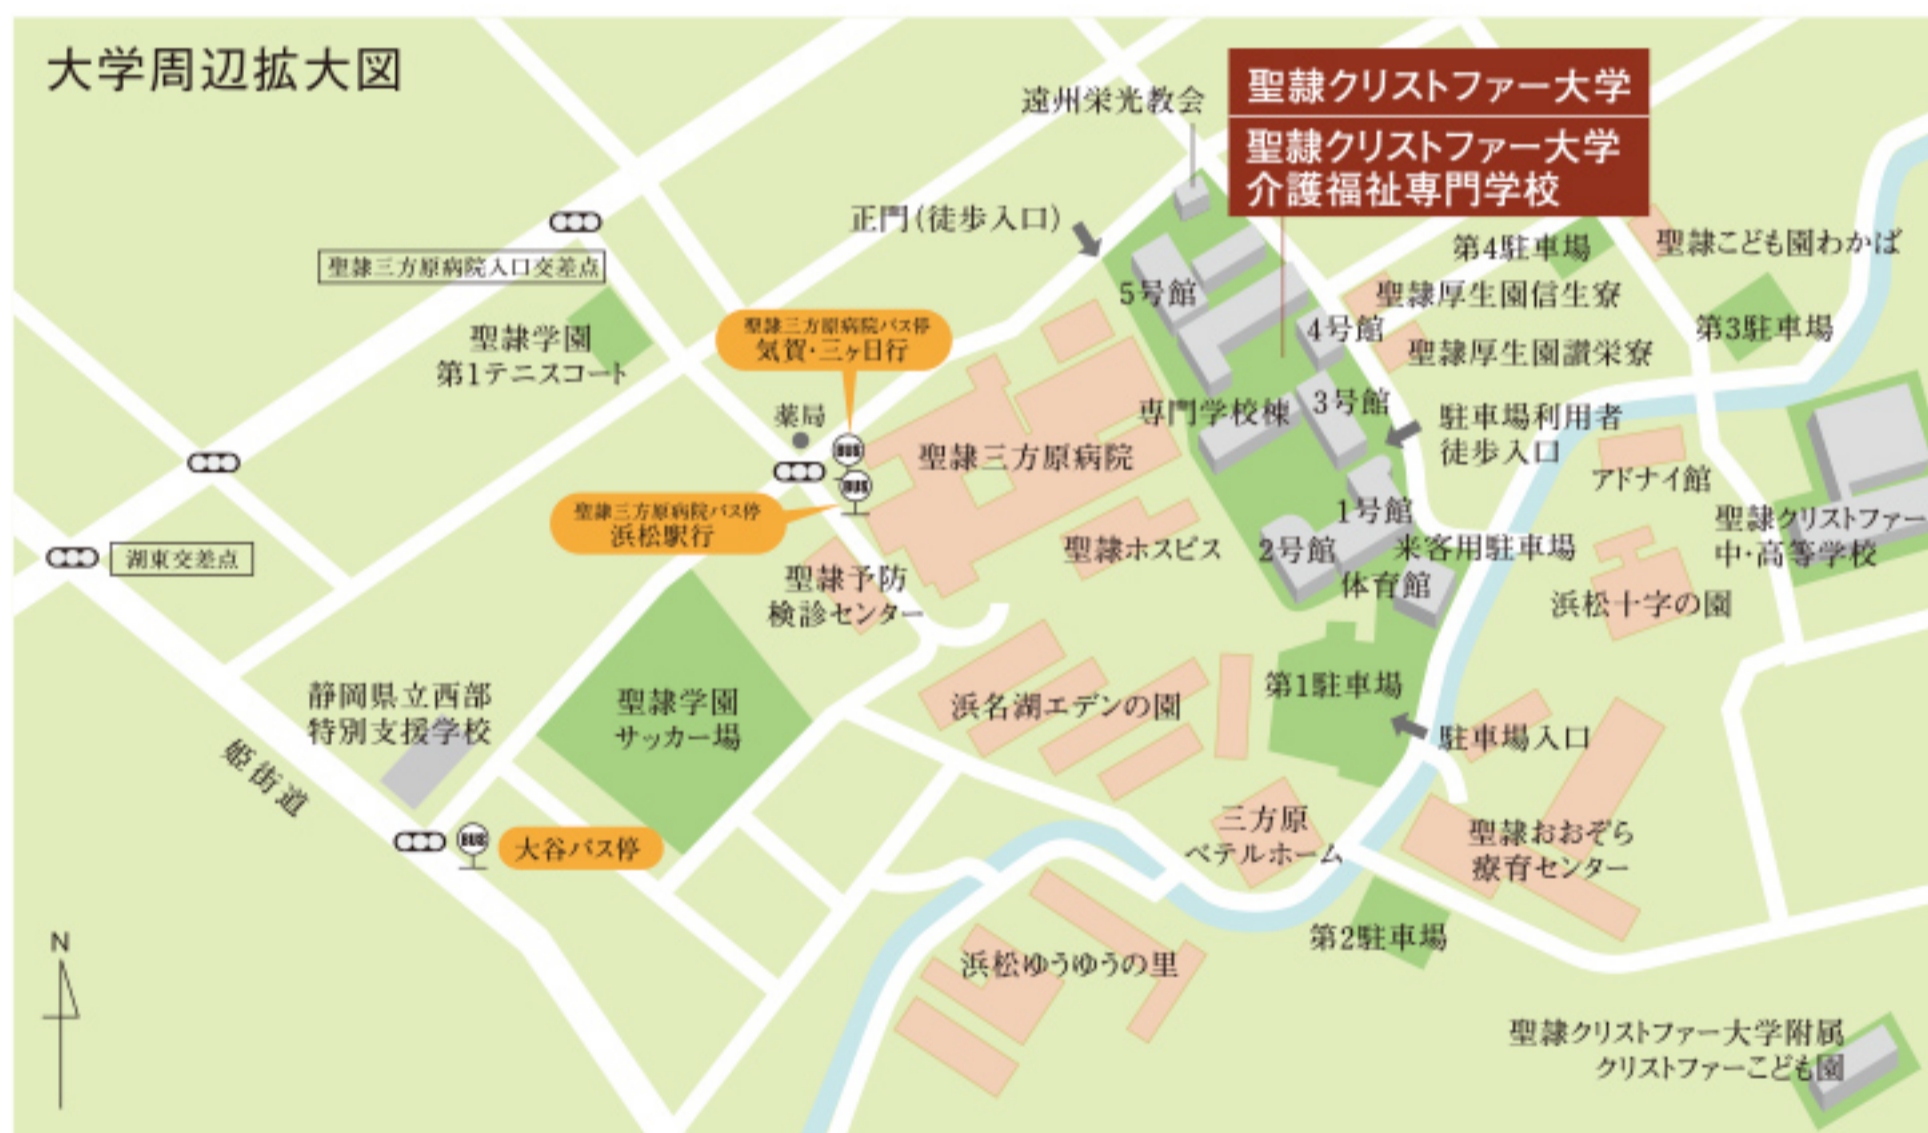 大学周辺拡大図
遠州栄光教会
聖隷クリストファー大学
聖隷クリストファー大学
介護福祉専門学校
正門(徒歩入口)
聖隷三方原病院入口交差点
第4駐車場
聖隷こども園わかば
5号館
聖隷厚生園信生寮
4号館
第3駐車場
聖隷学園
第1テニスコート
聖隷三方原病院バス停
気賀・三ヶ日行
聖隷厚生園讃栄寮
薬局
専門学校棟
3号館
駐車場利用者
徒歩入口
BUS
聖隷三方原病院
アドナイ館
BUS
聖隷三方原病院バス停
浜松駅行
1号館
聖隷クリストファー
中・高等学校
湖東交差点
聖隷ホスピス
2号館
来客用駐車場
体育館
聖隷予防
検診センター
浜松十字の園
静岡県立西部
特別支援学校
聖隷学園
サッカー場
浜名湖エデンの園
第1駐車場
駐車場入口
姫街道
BUS
大谷バス停
三方原
ベテルホーム
聖隷おおぞら
療育センター
第2駐車場
浜松ゆうゆうの里
N
聖隷クリストファー大学附属
クリストファーこども園